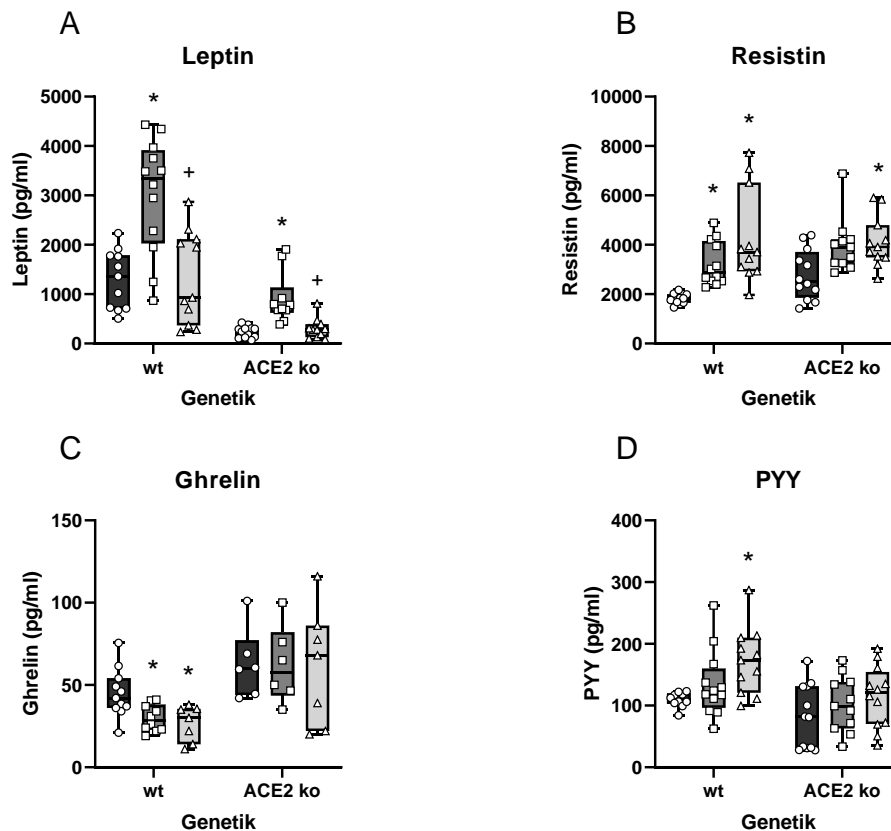 A
Leptin
5000
4000
3000
2000
1000
0
Leptin (pg/ml)
*
+
*
+
wt
ACE2 ko
Genetik
B
Resistin
10000
8000
6000
4000
2000
0
Resistin (pg/ml)
*
*
*
wt
ACE2 ko
Genetik
C
Ghrelin
150
100
50
0
Ghrelin (pg/ml)
*
*
wt
ACE2 ko
Genetik
D
PYY
400
300
200
100
0
PYY (pg/ml)
*
wt
ACE2 ko
Genetik